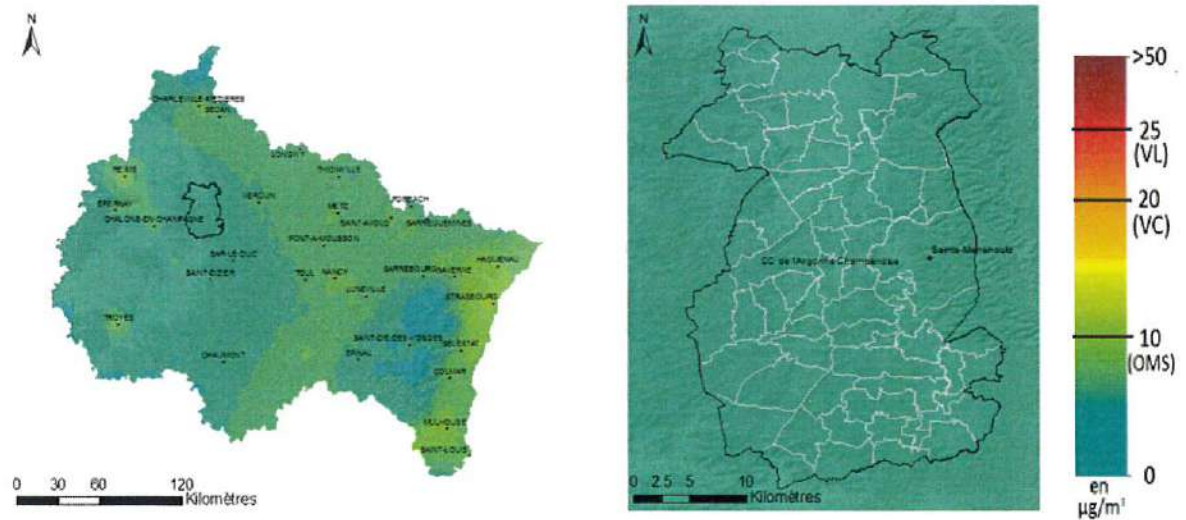 N
CHARLEVILLE-MEZIERES
SEDAN
LONGWY
THIONVILLE
REIMS
VERDUN
METZ
FORBACH
EPERNAY
SAINT-AVOLD
SARREGUEMINES
CHALONS-EN-CHAMPAGNE
PONT-A-MOUSSON
BAR-LE-DUC
HAGUENAU
SAINT-DIZIER
TOUL
NANCY
SARREBOURG
SAVERNE
LUNEVILLE
STRASBOURG
TROYES
SAINT-DIE-DES-VOSGES
SELESTAT
CHAUMONT
EPINAL
COLMAR
MULHOUSE
SAINT-LOUIS
0 30 60 120
Kilomètres
N
Sainte-Menehould
CC de l'Argonne Champenoise
0 2.5 5 10
Kilomètres
>50
25
(VL)
20
(VC)
10
(OMS)
0
en
µg/m³